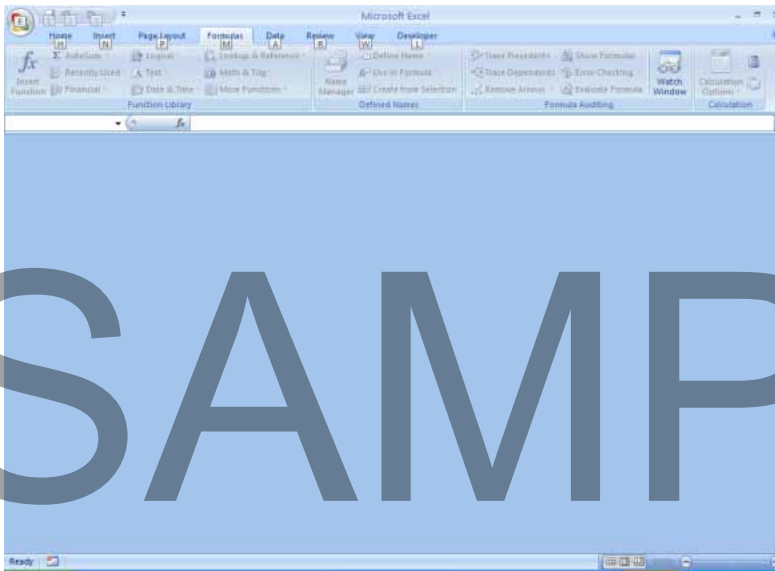 Microsoft Excel
Home Insert Page Layout Formulas Data Review View Developer
F
H N P M A R W L
Σ AutoSum Logical Lookup & Reference Define Name Trace Precedents Show Formulas
fx Recently Used A Text Math & Trig Use in Formula Trace Dependents Error Checking
Insert Function Financial Date & Time More Functions Name Manager Create from Selection Remove Arrows Evaluate Formula Watch Window Calculation Options
Function Library Defined Names Formula Auditing Calculation
fx
SAMP
Ready